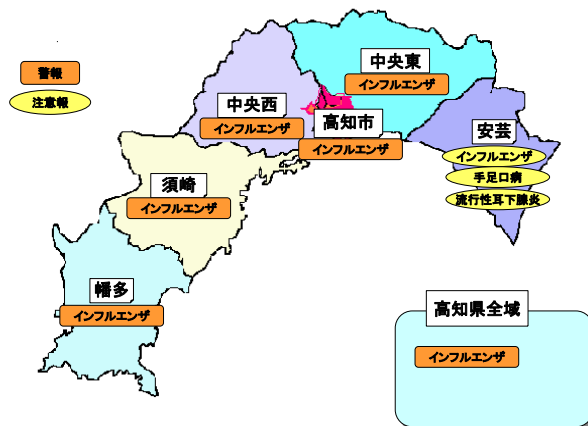 警報
注意報
中央東
インフルエンザ
中央西
インフルエンザ
高知市
インフルエンザ
安芸
インフルエンザ
手足口病
流行性耳下腺炎
須崎
インフルエンザ
幡多
インフルエンザ
高知県全域
インフルエンザ